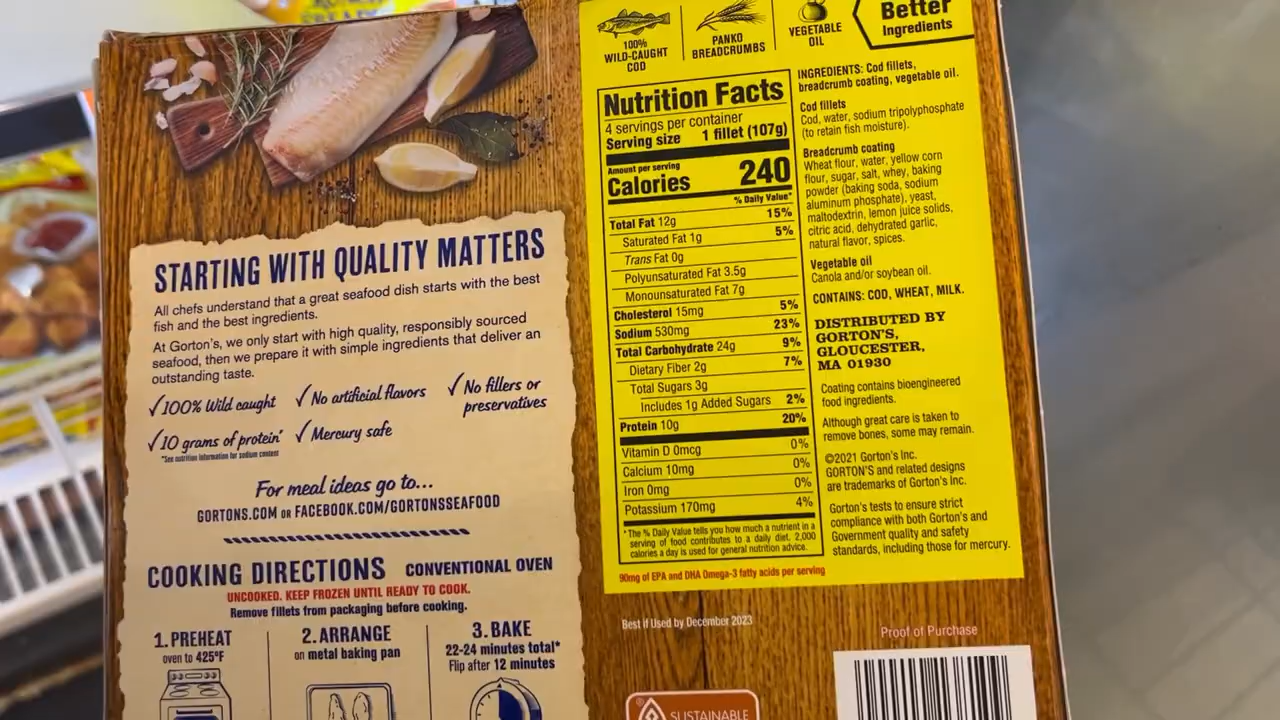 100%
WILD-CAUGHT
COD
PANKO
BREADCRUMBS
VEGETABLE
OIL
Better
Ingredients
STARTING WITH QUALITY MATTERS
All chefs understand that a great seafood dish starts with the best
fish and the best ingredients.
At Gorton's, we only start with high quality, responsibly sourced
seafood, then we prepare it with simple ingredients that deliver an
outstanding taste.
✓100% Wild caught
✓No artificial flavors
✓No fillers or
preservatives
✓10 grams of protein*
*See nutrition information for sodium content
✓Mercury safe
For meal ideas go to...
GORTONS.COM OR FACEBOOK.COM/GORTONSSEAFOOD
COOKING DIRECTIONS CONVENTIONAL OVEN
UNCOOKED. KEEP FROZEN UNTIL READY TO COOK.
Remove fillets from packaging before cooking.
1. PREHEAT
oven to 425°F
2. ARRANGE
on metal baking pan
3. BAKE
22-24 minutes total*
Flip after 12 minutes
Nutrition Facts
4 servings per container
Serving size 1 fillet (107g)
Amount per serving
Calories 240
% Daily Value*
Total Fat 12g 15%
Saturated Fat 1g 5%
Trans Fat 0g
Polyunsaturated Fat 3.5g
Monounsaturated Fat 7g
Cholesterol 15mg 5%
Sodium 530mg 23%
Total Carbohydrate 24g 9%
Dietary Fiber 2g 7%
Total Sugars 3g
Includes 1g Added Sugars 2%
Protein 10g 20%
Vitamin D 0mcg 0%
Calcium 10mg 0%
Iron 0mg 0%
Potassium 170mg 4%
*The % Daily Value tells you how much a nutrient in a
serving of food contributes to a daily diet. 2,000
calories a day is used for general nutrition advice.
90mg of EPA and DHA Omega-3 fatty acids per serving
INGREDIENTS: Cod fillets,
breadcrumb coating, vegetable oil.
Cod fillets
Cod, water, sodium tripolyphosphate
(to retain fish moisture).
Breadcrumb coating
Wheat flour, water, yellow corn
flour, sugar, salt, whey, baking
powder (baking soda, sodium
aluminum phosphate), yeast,
maltodextrin, lemon juice solids,
citric acid, dehydrated garlic,
natural flavor, spices.
Vegetable oil
Canola and/or soybean oil.
CONTAINS: COD, WHEAT, MILK.
DISTRIBUTED BY
GORTON'S,
GLOUCESTER,
MA 01930
Coating contains bioengineered
food ingredients.
Although great care is taken to
remove bones, some may remain.
©2021 Gorton's Inc.
GORTON'S and related designs
are trademarks of Gorton's Inc.
Gorton's tests to ensure strict
compliance with both Gorton's and
Government quality and safety
standards, including those for mercury.
Best if Used by December 2023
Proof of Purchase
SUSTAINABLE